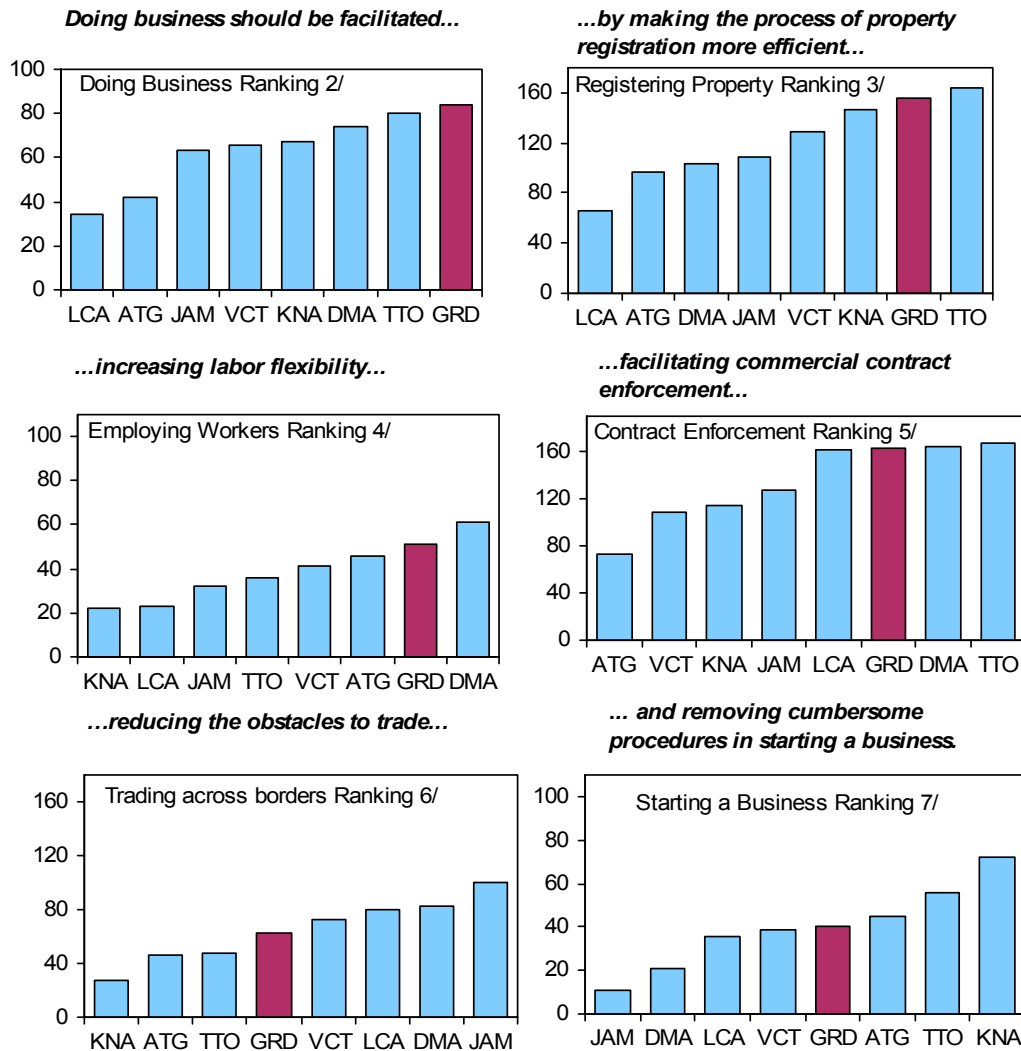 Doing business should be facilitated...
Doing Business Ranking 2/
100
80
60
40
20
0
LCA ATG JAM VCT KNA DMA TTO GRD
...by making the process of property
registration more efficient...
Registering Property Ranking 3/
160
120
80
40
0
LCA ATG DMA JAM VCT KNA GRD TTO
...increasing labor flexibility...
Employing Workers Ranking 4/
100
80
60
40
20
0
KNA LCA JAM TTO VCT ATG GRD DMA
...facilitating commercial contract
enforcement...
Contract Enforcement Ranking 5/
160
120
80
40
0
ATG VCT KNA JAM LCA GRD DMA TTO
...reducing the obstacles to trade...
Trading across borders Ranking 6/
160
120
80
40
0
KNA ATG TTO GRD VCT LCA DMA JAM
... and removing cumbersome
procedures in starting a business.
Starting a Business Ranking 7/
100
80
60
40
20
0
JAM DMA LCA VCT GRD ATG TTO KNA